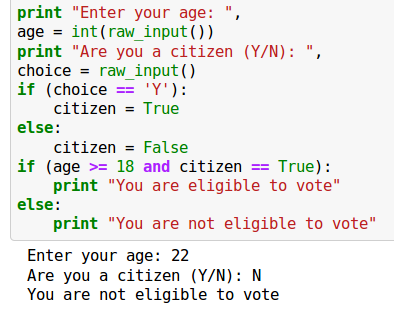 print "Enter your age: ",
age = int(raw_input())
print "Are you a citizen (Y/N): ",
choice = raw_input()
if (choice == 'Y'):
    citizen = True
else:
    citizen = False
if (age >= 18 and citizen == True):
    print "You are eligible to vote"
else:
    print "You are not eligible to vote"
Enter your age: 22
Are you a citizen (Y/N): N
You are not eligible to vote